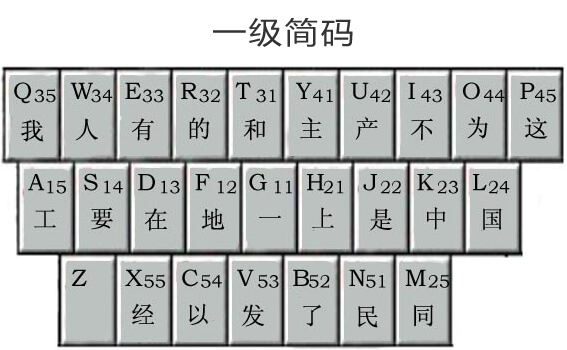 一级简码
Q35 W34 E33 R32 T31 Y41 U42 I43 O44 P45
我 人 有 的 和 主 产 不 为 这
A15 S14 D13 F12 G11 H21 J22 K23 L24
工 要 在 地 一 上 是 中 国
Z X55 C54 V53 B52 N51 M25
经 以 发 了 民 同